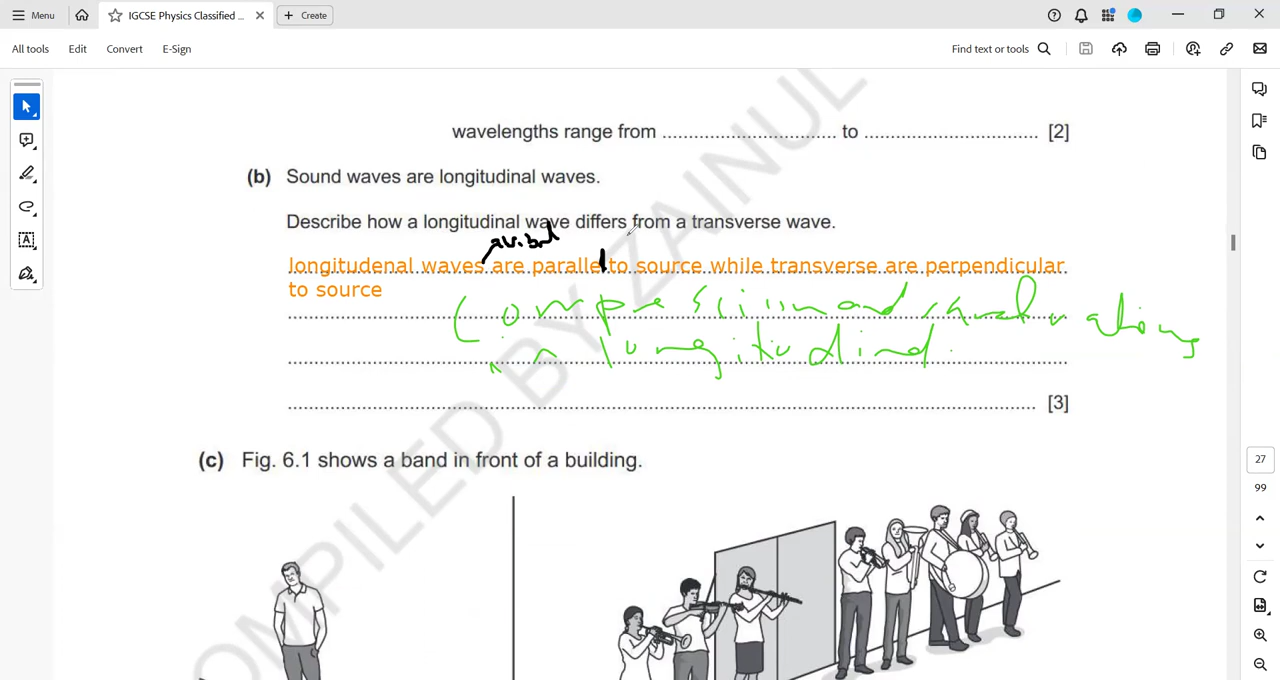 Menu
IGCSE Physics Classified ...
Create
All tools
Edit
Convert
E-Sign
Find text or tools
wavelengths range from ................................ to ................................ [2]
(b) Sound waves are longitudinal waves.
Describe how a longitudinal wave differs from a transverse wave.
longitudenal waves are parallel to source while transverse are perpendicular
to source
in longitudinal
[3]
(c) Fig. 6.1 shows a band in front of a building.
27
99
COMPILED BY ZAINUL